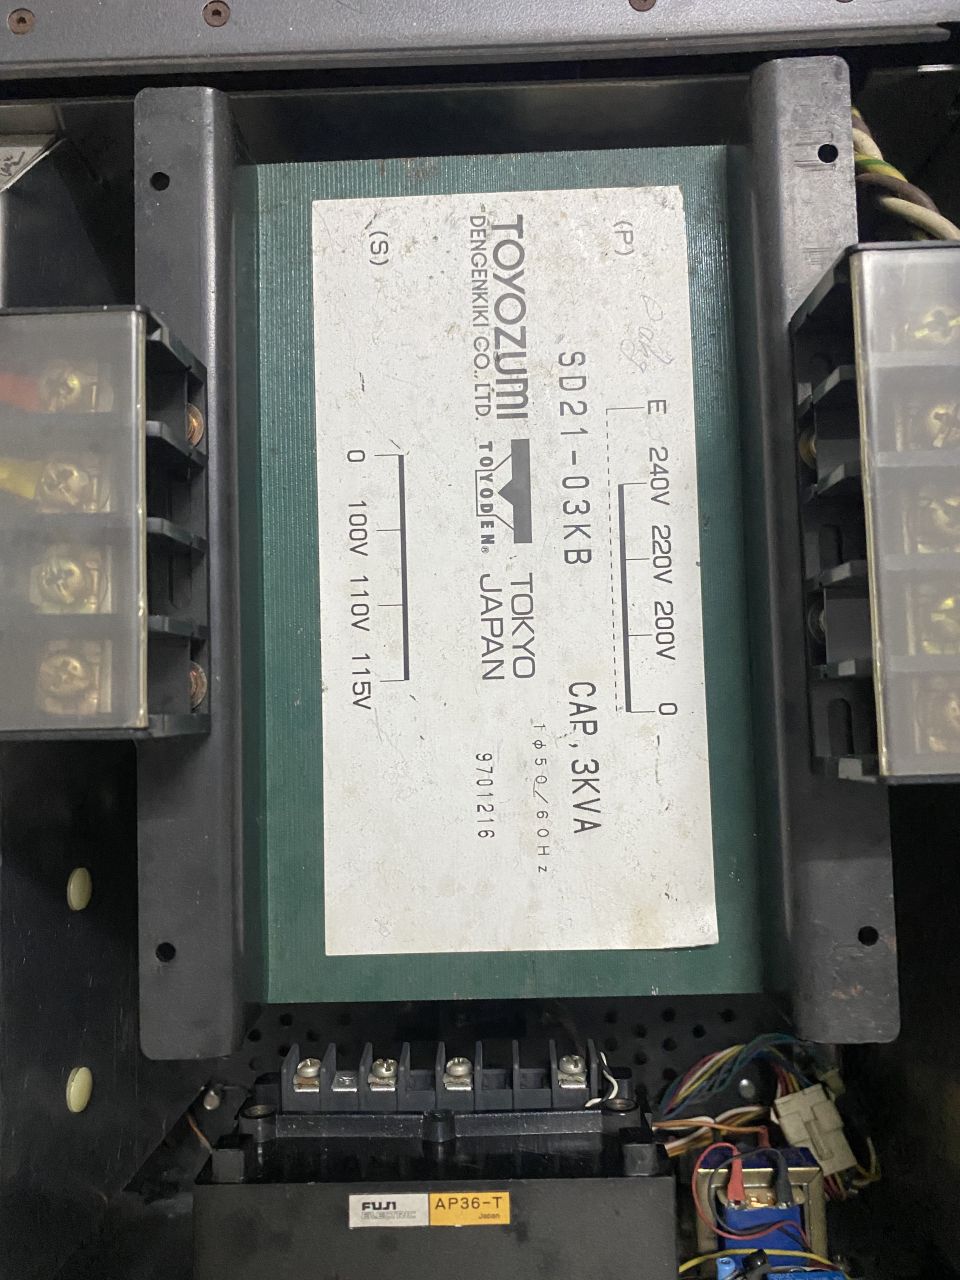 (P)
E 240V 220V 200V 0
SD21-03KB CAP, 3KVA
1φ50/60Hz
TOYOZUMI TOKYO
DENGENKIKI CO., LTD. TOYODEN® JAPAN
9701216
(S)
0 100V 110V 115V
FUJI
ELECTRIC
AP36-T
Japan